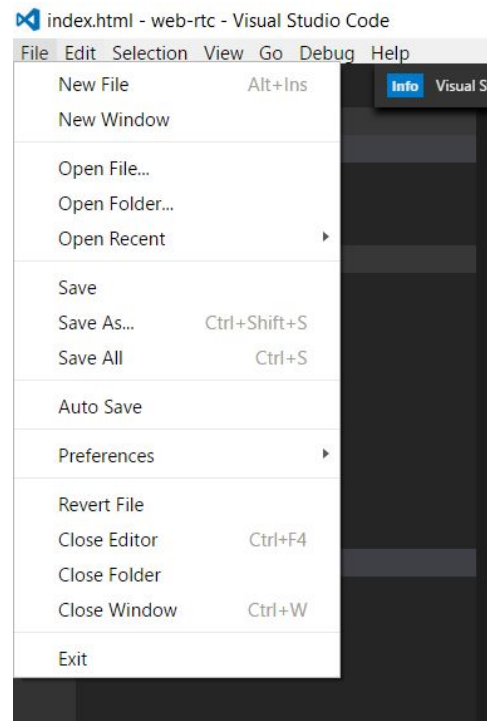 index.html - web-rtc - Visual Studio Code
File Edit Selection View Go Debug Help
New File Alt+Ins
Info Visual S
New Window
Open File...
Open Folder...
Open Recent
Save
Save As... Ctrl+Shift+S
Save All Ctrl+S
Auto Save
Preferences
Revert File
Close Editor Ctrl+F4
Close Folder
Close Window Ctrl+W
Exit